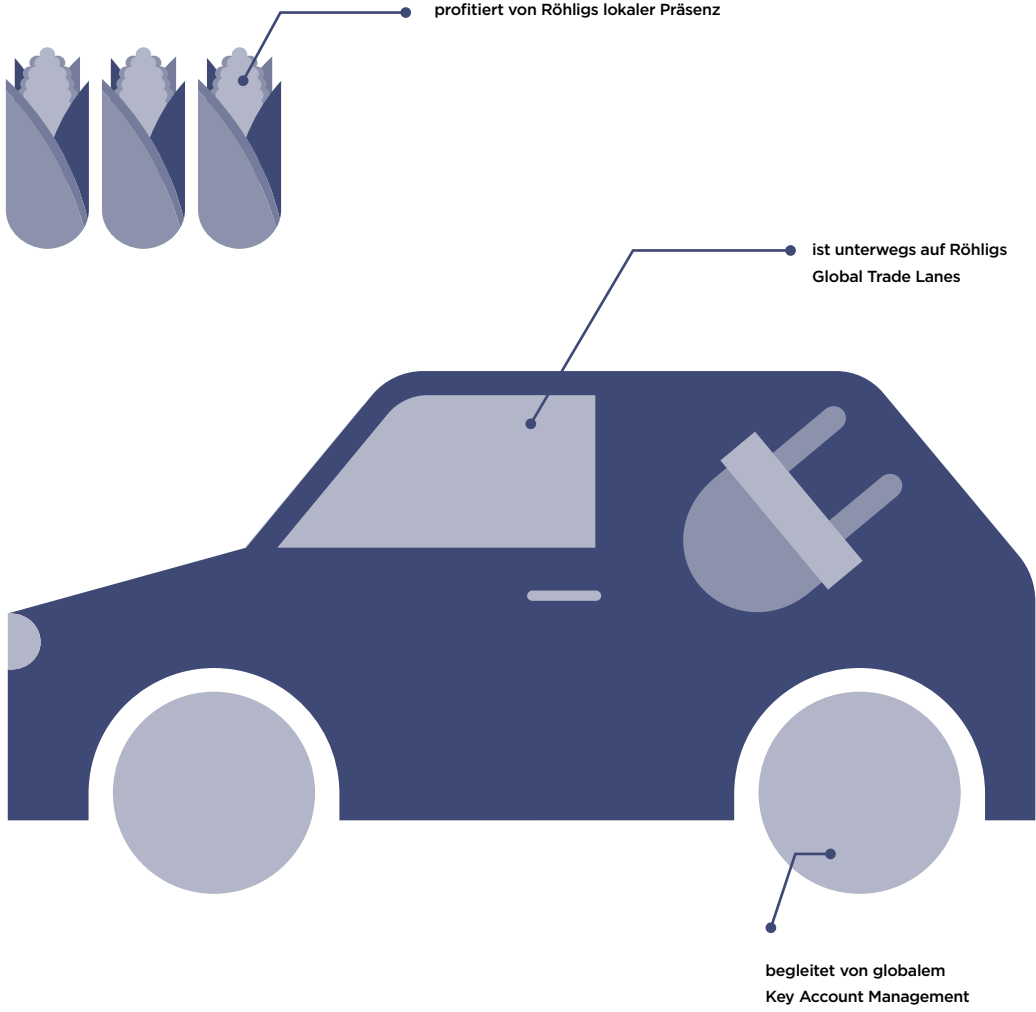 profitiert von Röhligs lokaler Präsenz
ist unterwegs auf Röhligs
Global Trade Lanes
begleitet von globalem
Key Account Management